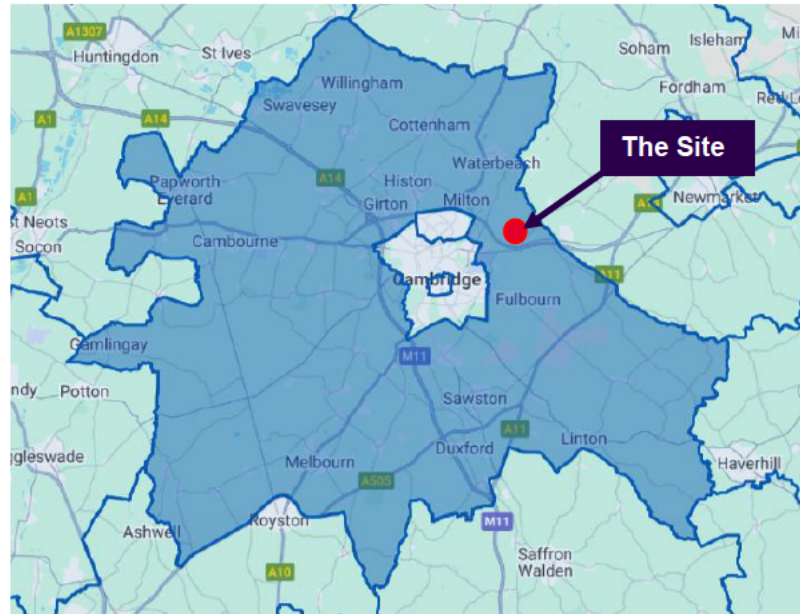 A1307
St Ives
Huntingdon
Soham
Isleham
Willingham
Fordham
Swavesey
A1
A14
Cottenham
The Site
Waterbeach
Papworth
Everard
A14
Histon
Girton
Milton
Newmarket
A1
St Neots
Socon
Cambourne
Cambridge
A11
Fulbourn
Gamlingay
M11
Potton
Sawston
A11
Linton
Melbourn
Duxford
Haverhill
A505
Ashwell
Royston
M11
Saffron
Walden
A10